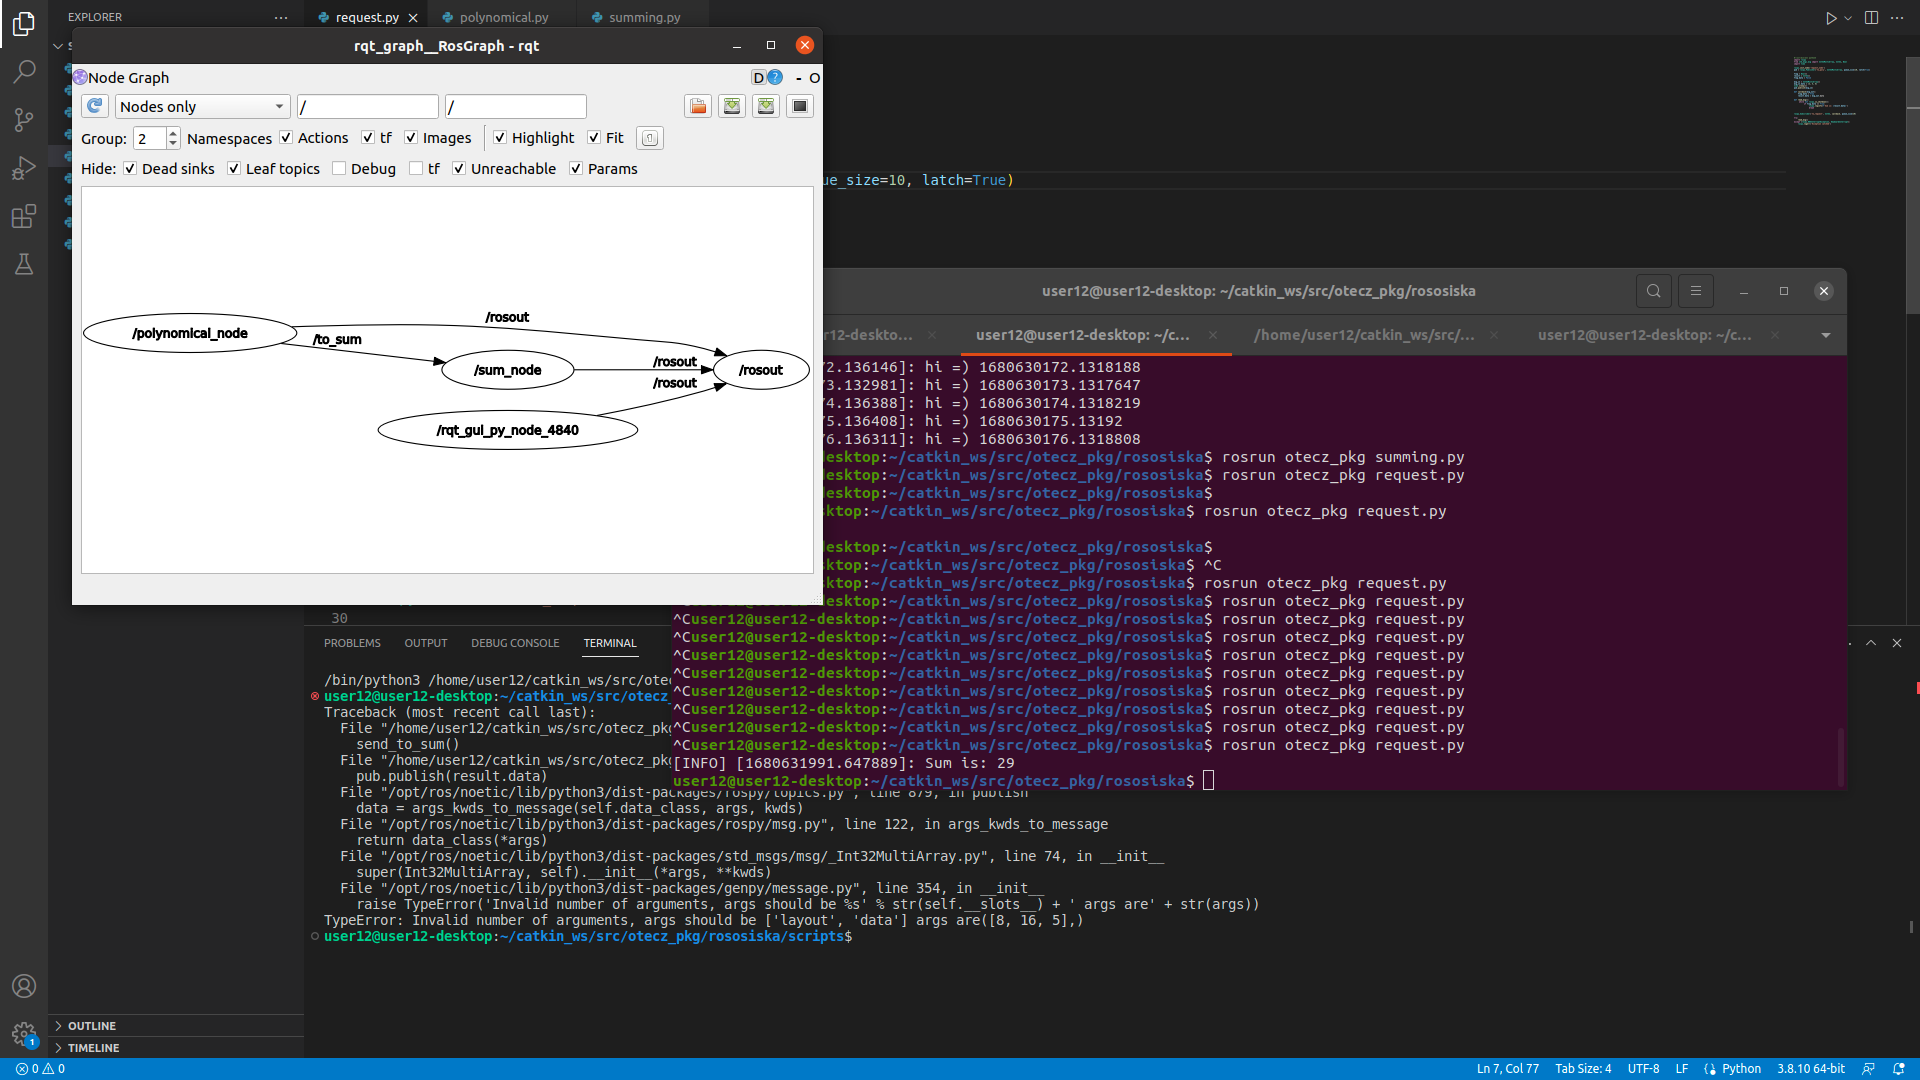 EXPLORER
request.py
polynomical.py
summing.py
rqt_graph__RosGraph - rqt
Node Graph
D
- O
Nodes only
/
/
Group: 2 Namespaces Actions tf Images Highlight Fit
Hide: Dead sinks Leaf topics Debug tf Unreachable Params
/polynomical_node
/rosout
/to_sum
/sum_node
/rosout
/rosout
/rosout
/rqt_gui_py_node_4840
ue_size=10, latch=True)
user12@user12-desktop: ~/catkin_ws/src/otecz_pkg/rososiska
r12-deskto...
user12@user12-desktop: ~/c...
/home/user12/catkin_ws/src/...
user12@user12-desktop: ~/c...
2.136146]: hi =) 1680630172.1318188
3.132981]: hi =) 1680630173.1317647
4.136388]: hi =) 1680630174.1318219
5.136408]: hi =) 1680630175.13192
6.136311]: hi =) 1680630176.1318808
esktop:~/catkin_ws/src/otecz_pkg/rososiska$ rosrun otecz_pkg summing.py
esktop:~/catkin_ws/src/otecz_pkg/rososiska$ rosrun otecz_pkg request.py
esktop:~/catkin_ws/src/otecz_pkg/rososiska$
ktop:~/catkin_ws/src/otecz_pkg/rososiska$ rosrun otecz_pkg request.py
esktop:~/catkin_ws/src/otecz_pkg/rososiska$
ktop:~/catkin_ws/src/otecz_pkg/rososiska$ ^C
ktop:~/catkin_ws/src/otecz_pkg/rososiska$ rosrun otecz_pkg request.py
esktop:~/catkin_ws/src/otecz_pkg/rososiska$ rosrun otecz_pkg request.py
^Cuser12@user12-desktop:~/catkin_ws/src/otecz_pkg/rososiska$ rosrun otecz_pkg request.py
^Cuser12@user12-desktop:~/catkin_ws/src/otecz_pkg/rososiska$ rosrun otecz_pkg request.py
^Cuser12@user12-desktop:~/catkin_ws/src/otecz_pkg/rososiska$ rosrun otecz_pkg request.py
^Cuser12@user12-desktop:~/catkin_ws/src/otecz_pkg/rososiska$ rosrun otecz_pkg request.py
^Cuser12@user12-desktop:~/catkin_ws/src/otecz_pkg/rososiska$ rosrun otecz_pkg request.py
^Cuser12@user12-desktop:~/catkin_ws/src/otecz_pkg/rososiska$ rosrun otecz_pkg request.py
^Cuser12@user12-desktop:~/catkin_ws/src/otecz_pkg/rososiska$ rosrun otecz_pkg request.py
^Cuser12@user12-desktop:~/catkin_ws/src/otecz_pkg/rososiska$ rosrun otecz_pkg request.py
[INFO] [1680631991.647889]: Sum is: 29
user12@user12-desktop:~/catkin_ws/src/otecz_pkg/rososiska$
30
PROBLEMS OUTPUT DEBUG CONSOLE TERMINAL
/bin/python3 /home/user12/catkin_ws/src/otec
user12@user12-desktop:~/catkin_ws/src/otecz_
Traceback (most recent call last):
File "/home/user12/catkin_ws/src/otecz_pkg
send_to_sum()
File "/home/user12/catkin_ws/src/otecz_pkg
pub.publish(result.data)
File "/opt/ros/noetic/lib/python3/dist-packages/rospy/topics.py", line 879, in publish
data = args_kwds_to_message(self.data_class, args, kwds)
File "/opt/ros/noetic/lib/python3/dist-packages/rospy/msg.py", line 122, in args_kwds_to_message
return data_class(*args)
File "/opt/ros/noetic/lib/python3/dist-packages/std_msgs/msg/_Int32MultiArray.py", line 74, in __init__
super(Int32MultiArray, self).__init__(*args, **kwds)
File "/opt/ros/noetic/lib/python3/dist-packages/genpy/message.py", line 354, in __init__
raise TypeError('Invalid number of arguments, args should be %s' % str(self.__slots__) + ' args are' + str(args))
TypeError: Invalid number of arguments, args should be ['layout', 'data'] args are([8, 16, 5],)
user12@user12-desktop:~/catkin_ws/src/otecz_pkg/rososiska/scripts$
OUTLINE
TIMELINE
1
0 0
Ln 7, Col 77 Tab Size: 4 UTF-8 LF Python 3.8.10 64-bit